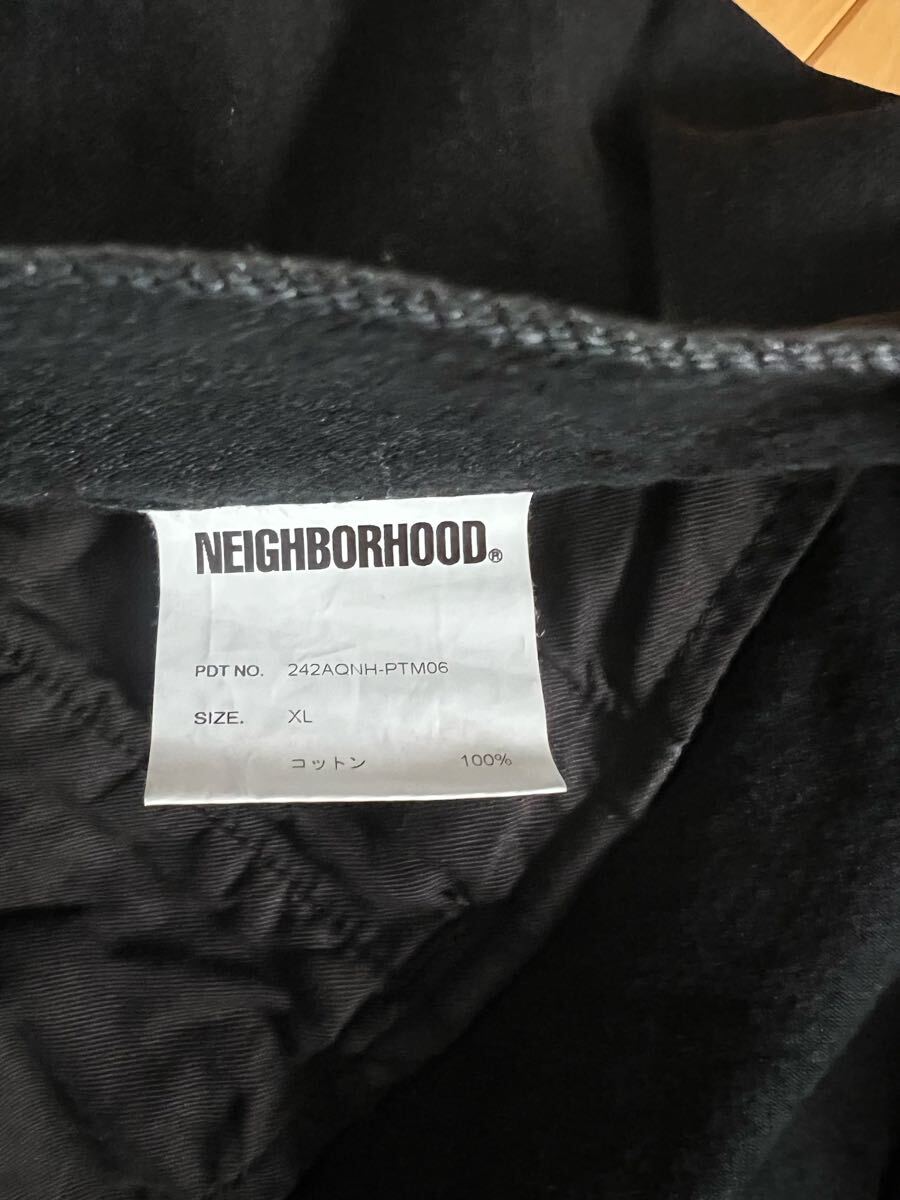 NEIGHBORHOOD®
PDT NO. 242AQNH-PTM06
SIZE. XL
コットン 100%